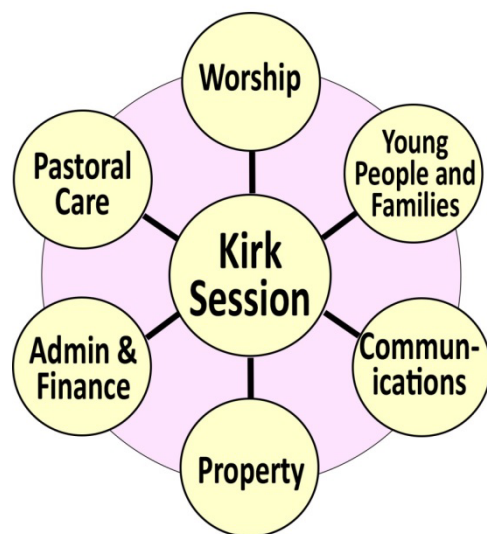 Worship
Young
People and
Families
Pastoral
Care
Kirk
Session
Admin &
Finance
Commun-
ications
Property